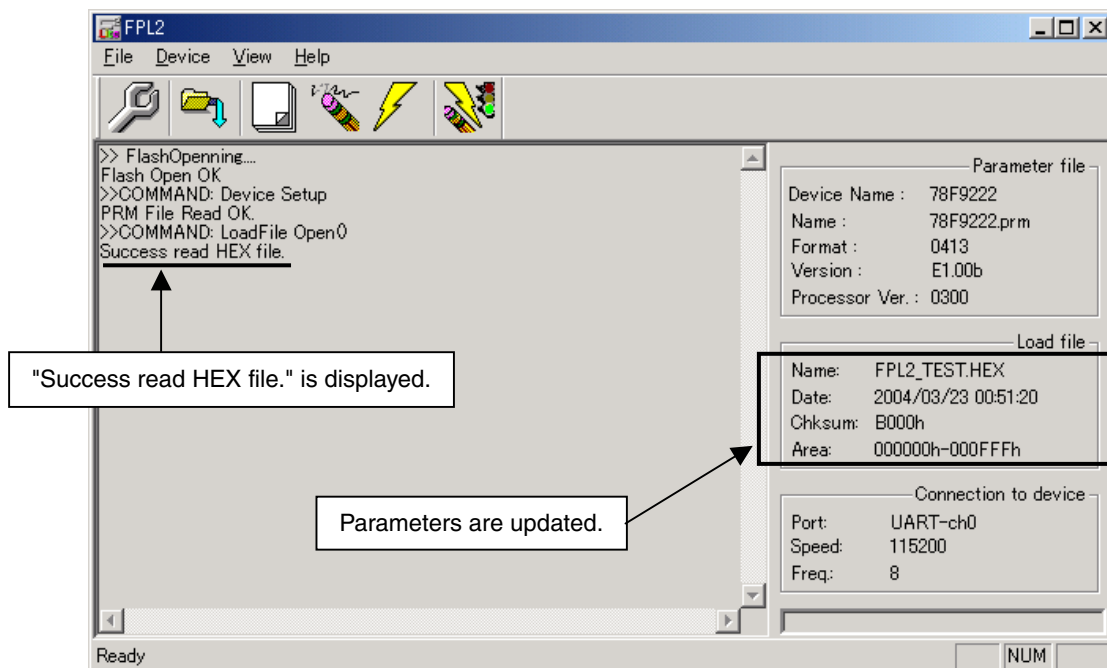 FPL2
File Device View Help
>> FlashOpenning....
Flash Open OK
>>COMMAND: Device Setup
PRM File Read OK.
>>COMMAND: LoadFile Open()
Success read HEX file.
"Success read HEX file." is displayed.
Parameters are updated.
Parameter file
Device Name : 78F9222
Name : 78F9222.prm
Format : 0413
Version : E1.00b
Processor Ver. : 0300
Load file
Name: FPL2_TEST.HEX
Date: 2004/03/23 00:51:20
Chksum: B000h
Area: 000000h-000FFFh
Connection to device
Port: UART-ch0
Speed: 115200
Freq.: 8
Ready
NUM